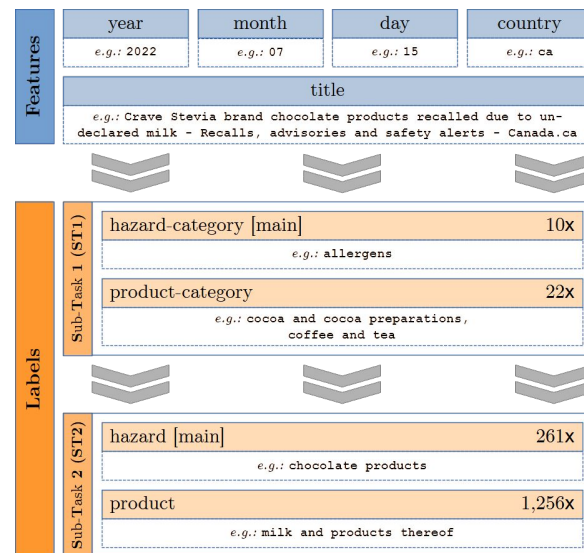 Features
year
month
day
country
e.g.: 2022
e.g.: 07
e.g.: 15
e.g.: ca
title
e.g.: Crave Stevia brand chocolate products recalled due to un-
declared milk - Recalls, advisories and safety alerts - Canada.ca
Labels
Sub-Task 1 (ST1)
hazard-category [main] 10x
e.g.: allergens
product-category 22x
e.g.: cocoa and cocoa preparations,
coffee and tea
Sub-Task 2 (ST2)
hazard [main] 261x
e.g.: chocolate products
product 1,256x
e.g.: milk and products thereof